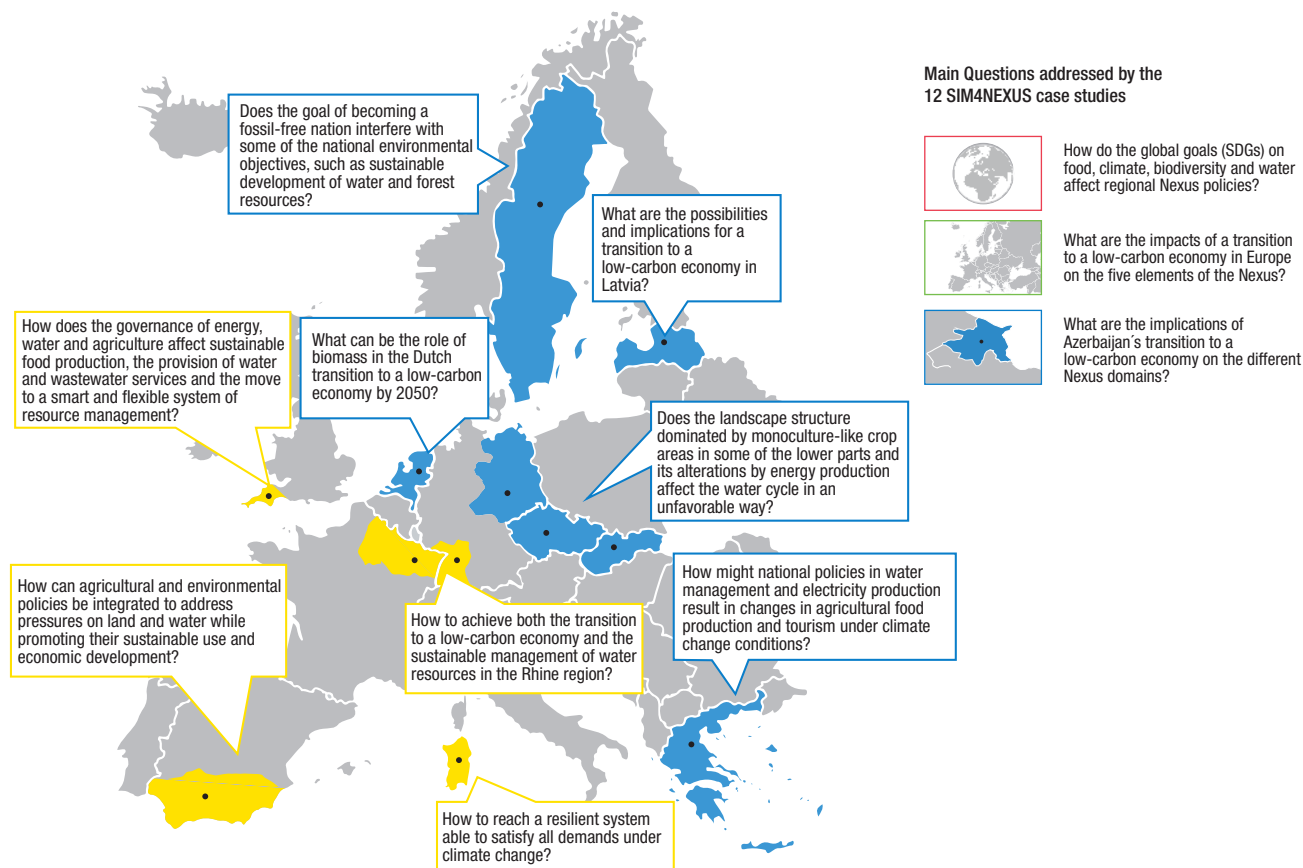 Main Questions addressed by the
12 SIM4NEXUS case studies
How do the global goals (SDGs) on
food, climate, biodiversity and water
affect regional Nexus policies?
What are the impacts of a transition
to a low-carbon economy in Europe
on the five elements of the Nexus?
What are the implications of
Azerbaijan´s transition to a
low-carbon economy on the different
Nexus domains?
Does the goal of becoming a
fossil-free nation interfere with
some of the national environmental
objectives, such as sustainable
development of water and forest
resources?
What are the possibilities
and implications for a
transition to a
low-carbon economy in
Latvia?
How does the governance of energy,
water and agriculture affect sustainable
food production, the provision of water
and wastewater services and the move
to a smart and flexible system of
resource management?
What can be the role of
biomass in the Dutch
transition to a low-carbon
economy by 2050?
Does the landscape structure
dominated by monoculture-like crop
areas in some of the lower parts and
its alterations by energy production
affect the water cycle in an
unfavorable way?
How can agricultural and environmental
policies be integrated to address
pressures on land and water while
promoting their sustainable use and
economic development?
How to achieve both the transition
to a low-carbon economy and the
sustainable management of water
resources in the Rhine region?
How might national policies in water
management and electricity production
result in changes in agricultural food
production and tourism under climate
change conditions?
How to reach a resilient system
able to satisfy all demands under
climate change?